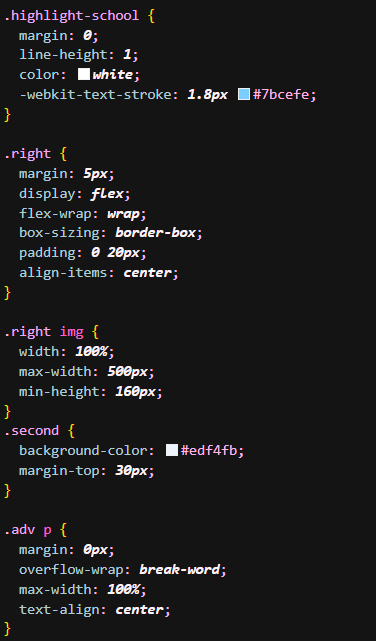 .highlight-school {
margin: 0;
line-height: 1;
color: white;
-webkit-text-stroke: 1.8px #7bcefe;
}
.right {
margin: 5px;
display: flex;
flex-wrap: wrap;
box-sizing: border-box;
padding: 0 20px;
align-items: center;
}
.right img {
width: 100%;
max-width: 500px;
min-height: 160px;
}
.second {
background-color: #edf4fb;
margin-top: 30px;
}
.adv p {
margin: 0px;
overflow-wrap: break-word;
max-width: 100%;
text-align: center;
}